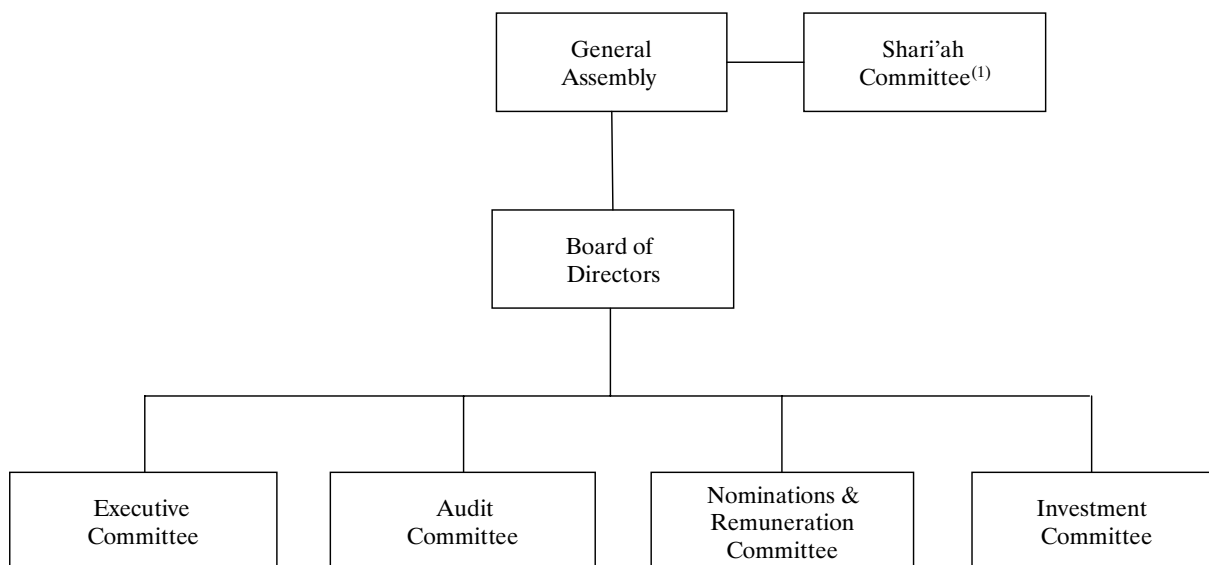 General
Assembly
Shari’ah
Committee(1)
Board of
Directors
Executive
Committee
Audit
Committee
Nominations &
Remuneration
Committee
Investment
Committee